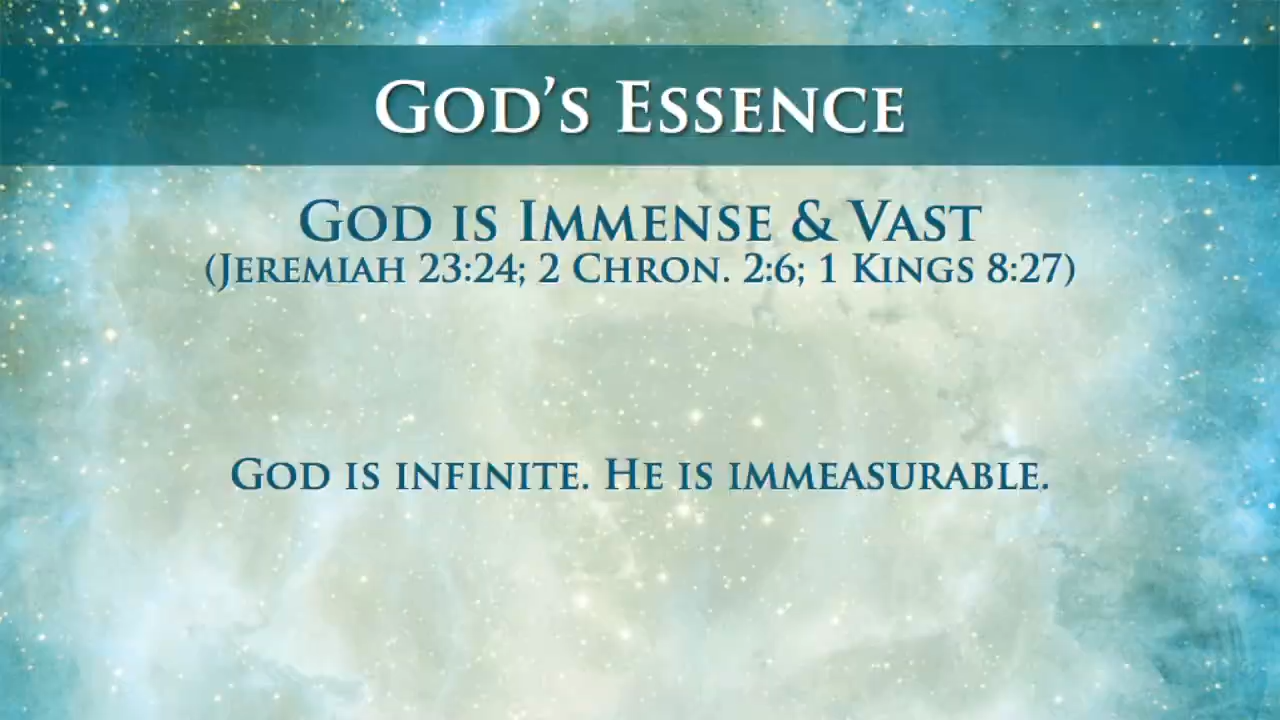 God's Essence
God is Immense & Vast
(Jeremiah 23:24; 2 Chron. 2:6; 1 Kings 8:27)
God is infinite. He is immeasurable.